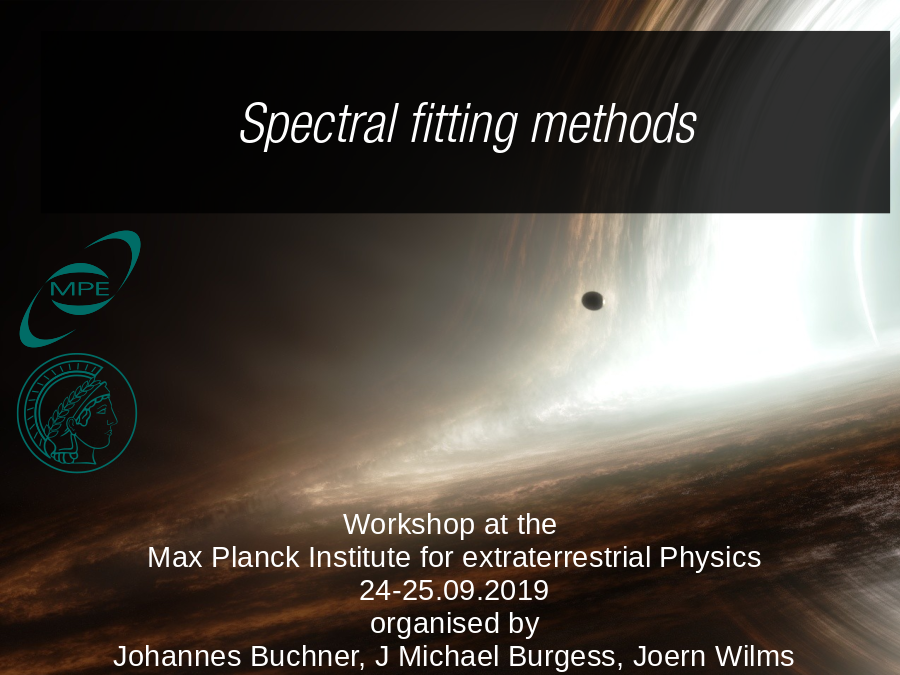 Spectral fitting methods
MPE
Workshop at the
Max Planck Institute for extraterrestrial Physics
24-25.09.2019
organised by
Johannes Buchner, J Michael Burgess, Joern Wilms